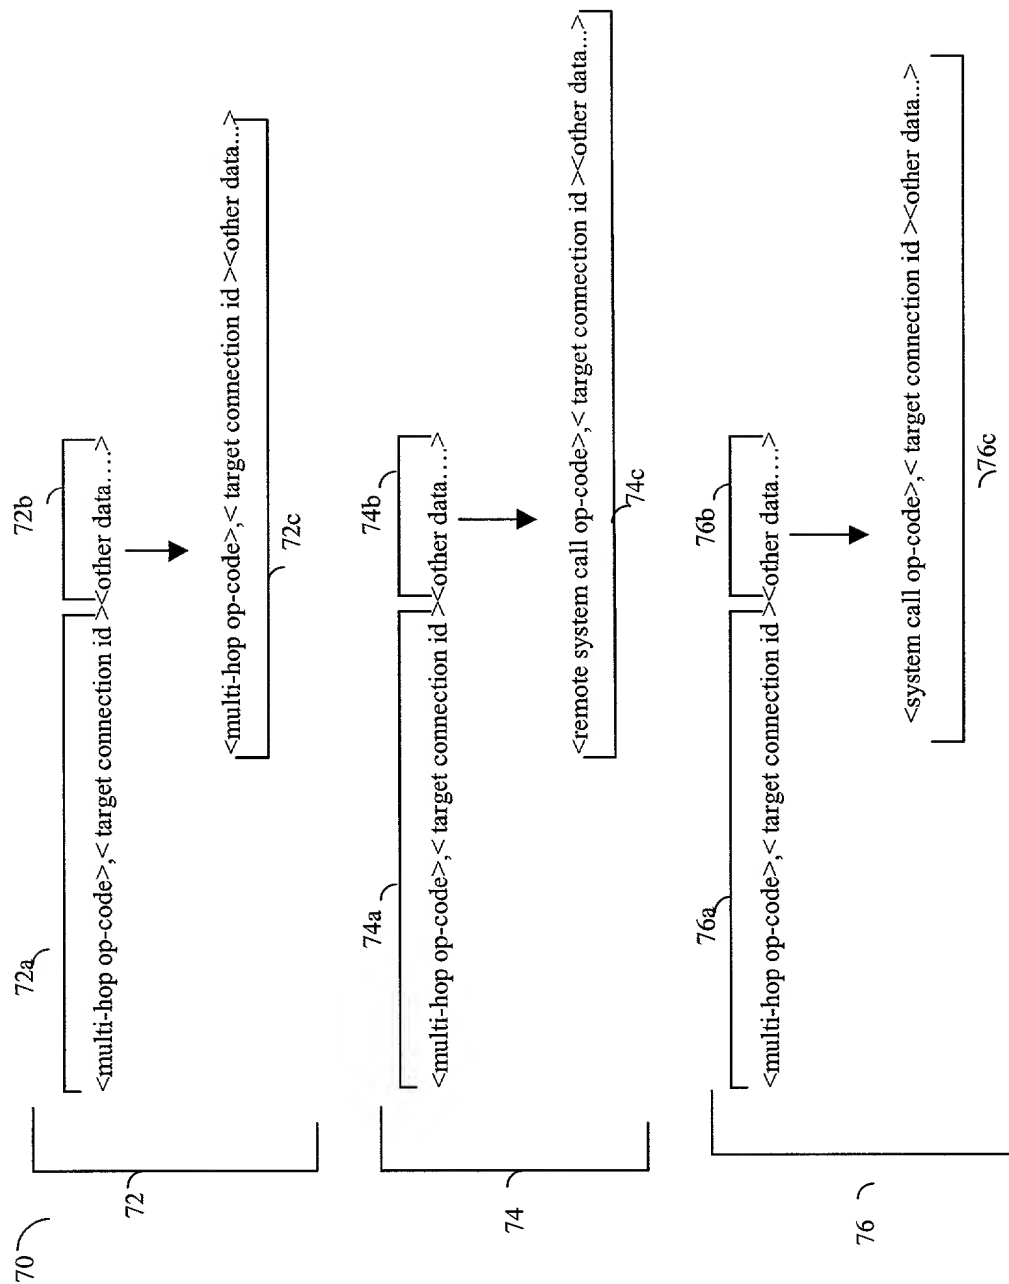 70
72
72a
72b
<multi-hop op-code>,< target connection id ><other data….>
<multi-hop op-code>,< target connection id ><other data…>
72c
74
74a
74b
<multi-hop op-code>,< target connection id ><other data….>
<remote system call op-code>,< target connection id ><other data…>
74c
76
76a
76b
<multi-hop op-code>,< target connection id ><other data….>
<system call op-code>,< target connection id ><other data…>
76c